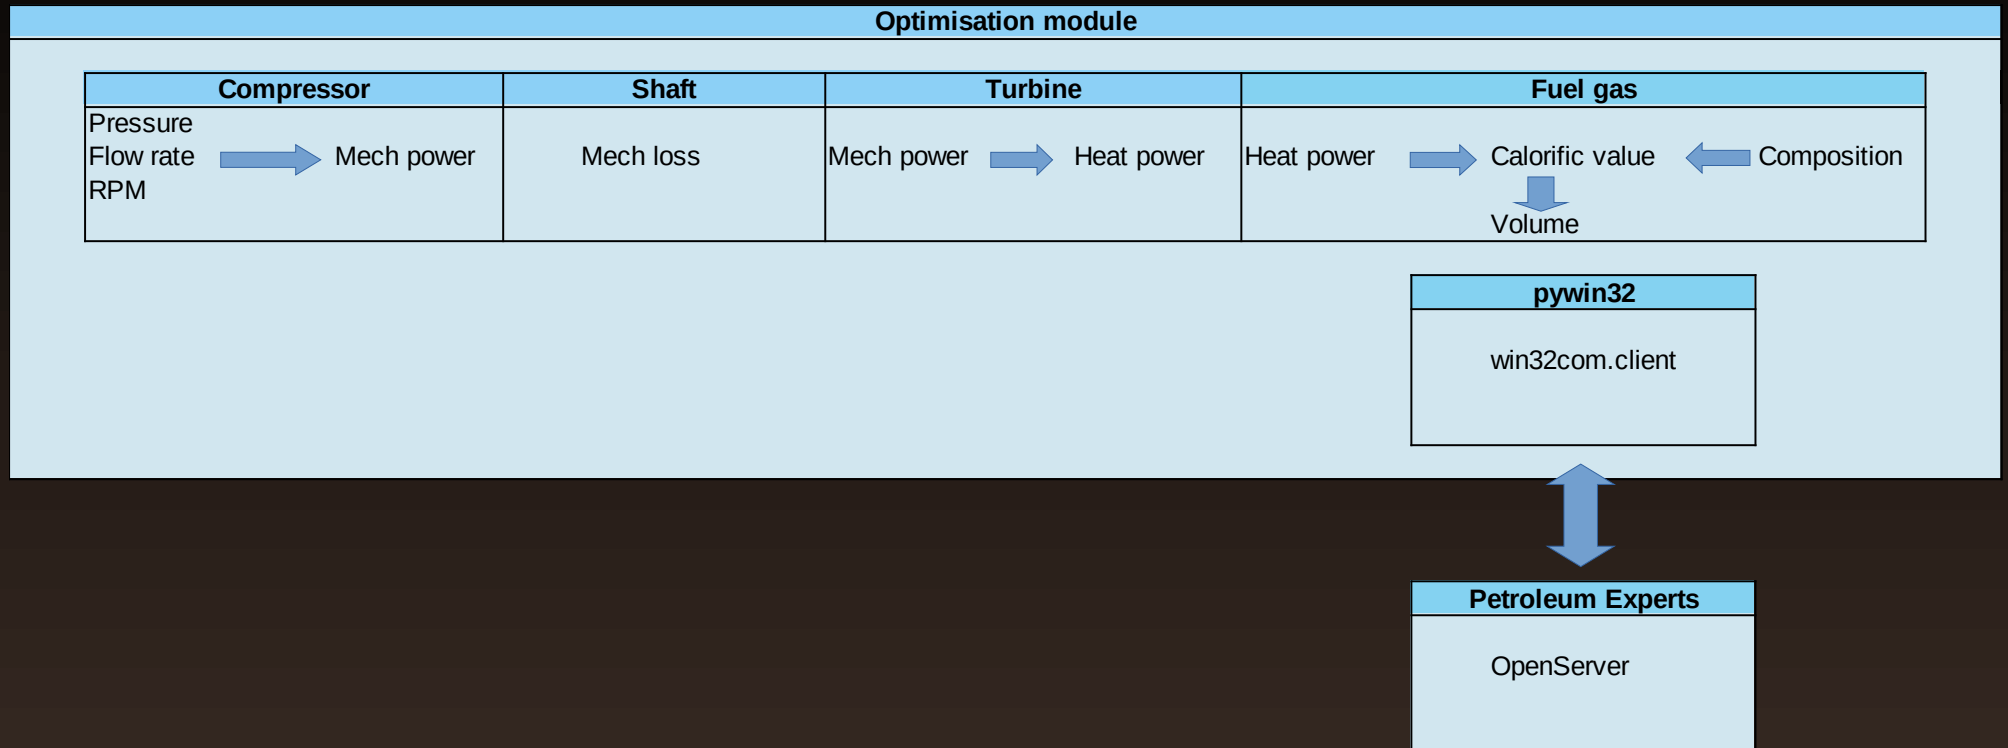 Optimisation module
Compressor Shaft Turbine Fuel gas
Pressure
Flow rate Mech power Mech loss Mech power Heat power Heat power Calorific value Composition
RPM
Volume
pywin32
win32com.client
Petroleum Experts
OpenServer